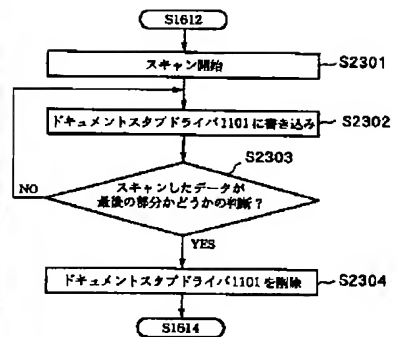 S1612
スキャン開始
S2301
ドキュメントスタブドライバ1101に書き込み
S2302
S2303
スキャンしたデータが
最後の部分かどうかの判断？
NO
YES
ドキュメントスタブドライバ1101を削除
S2304
S1614